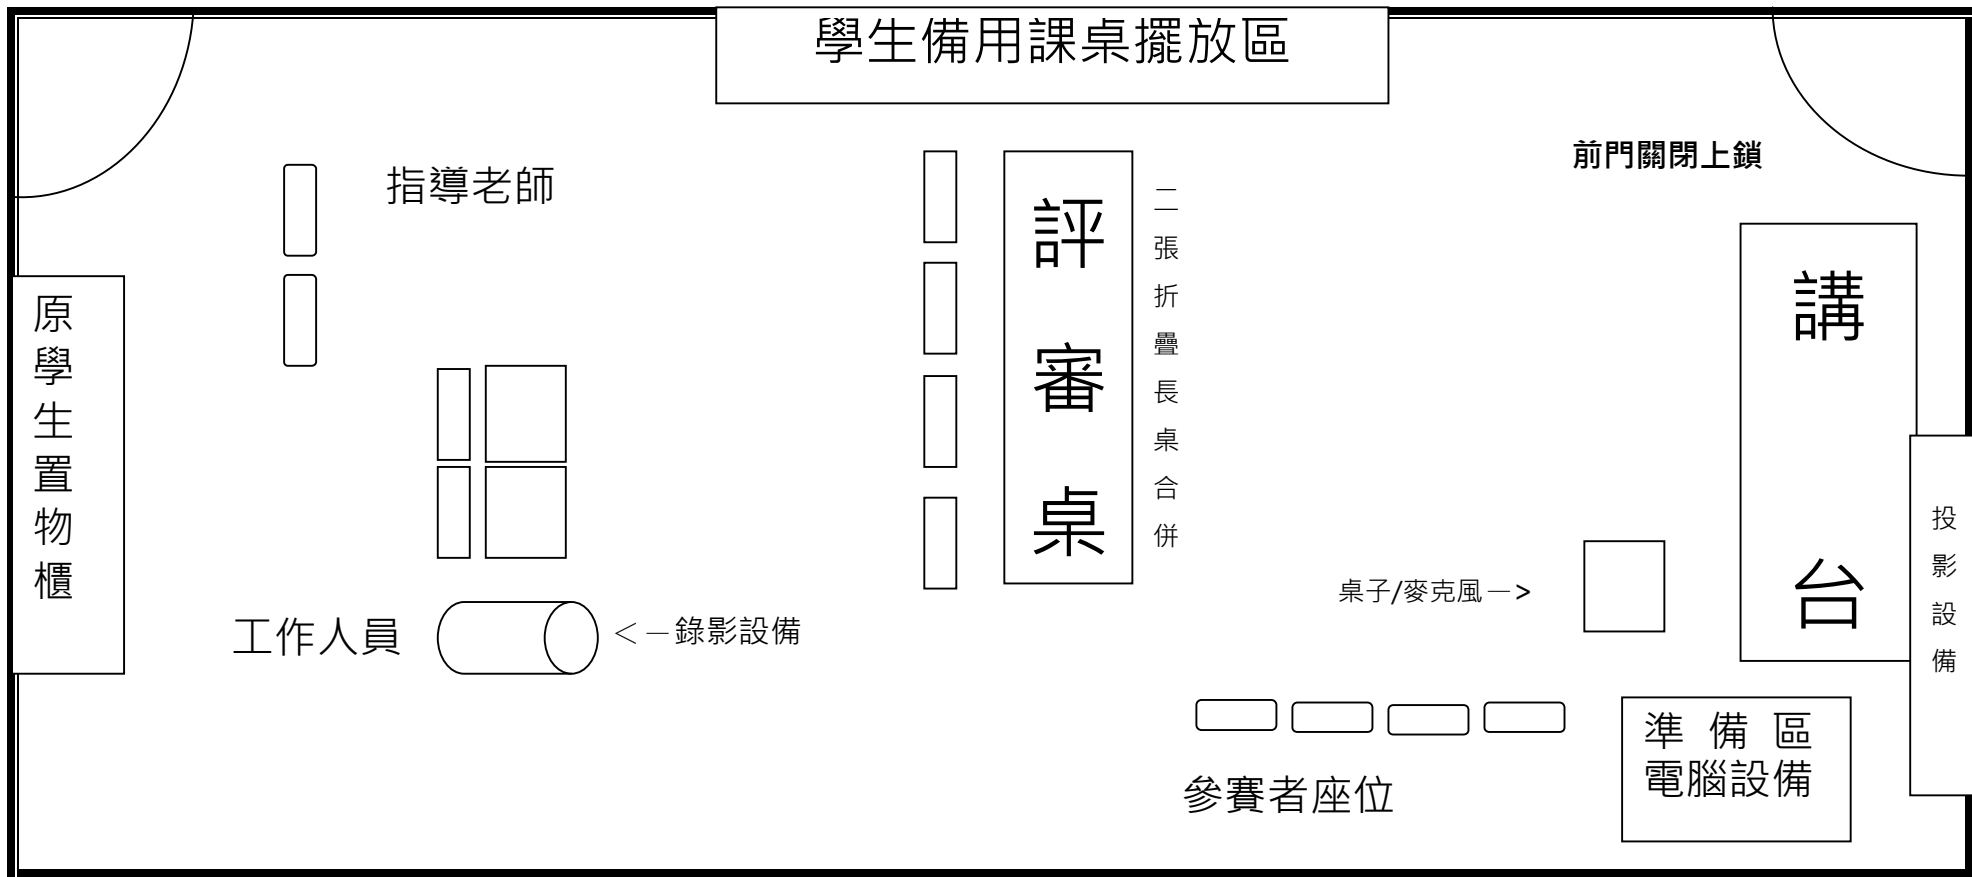 學生備用課桌擺放區
前門關閉上鎖
指導老師
評審桌
二張折疊長桌合併
講台
原學生置物櫃
投影設備
桌子/麥克風－>
工作人員
＜－錄影設備
準 備 區
電腦設備
參賽者座位